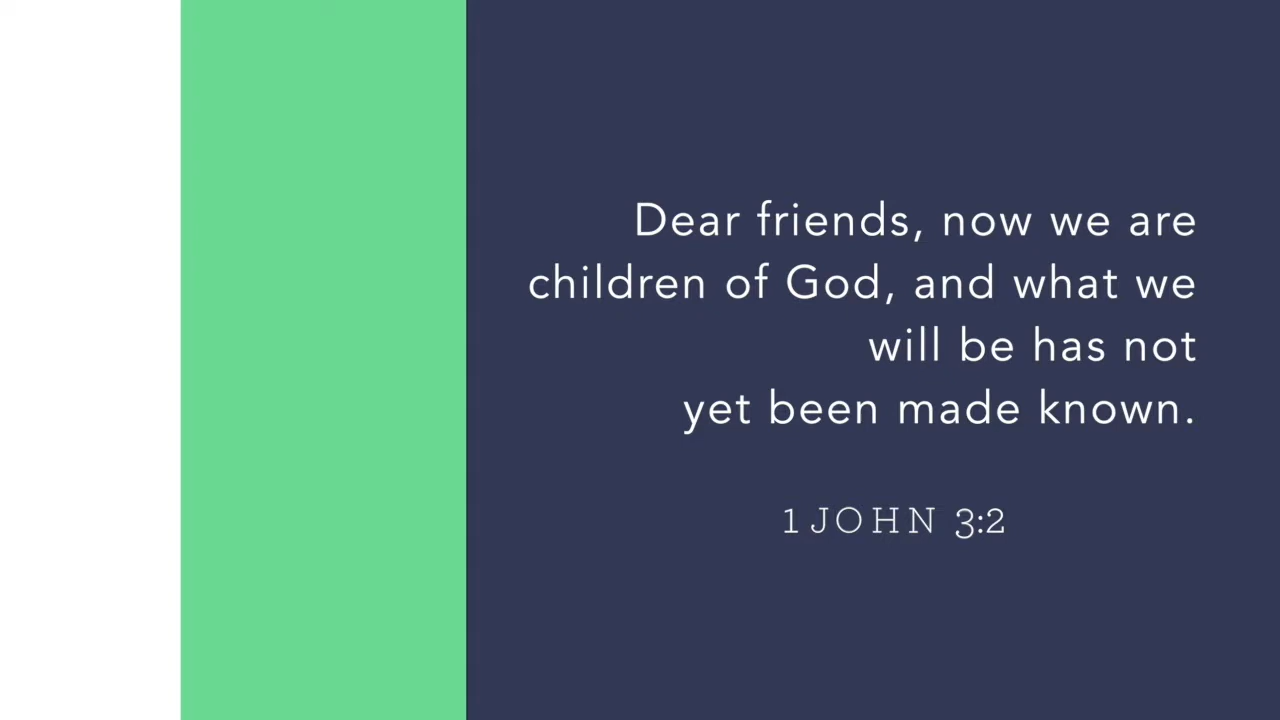 Dear friends, now we are
children of God, and what we
will be has not
yet been made known.
1 JOHN 3:2